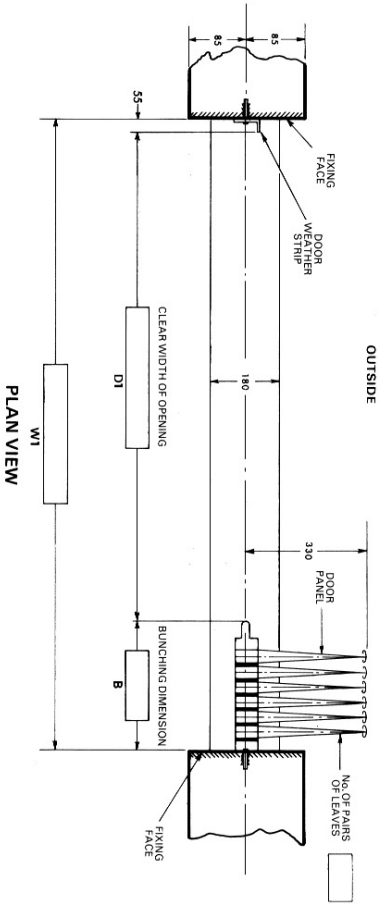 OUTSIDE
85
85
55
FIXING
FACE
DOOR
WEATHER
STRIP
180
330
DOOR
PANEL
No. OF PAIRS
OF LEAVES
CLEAR WIDTH OF OPENING
D1
BUNCHING DIMENSION
B
FIXING
FACE
W1
PLAN VIEW